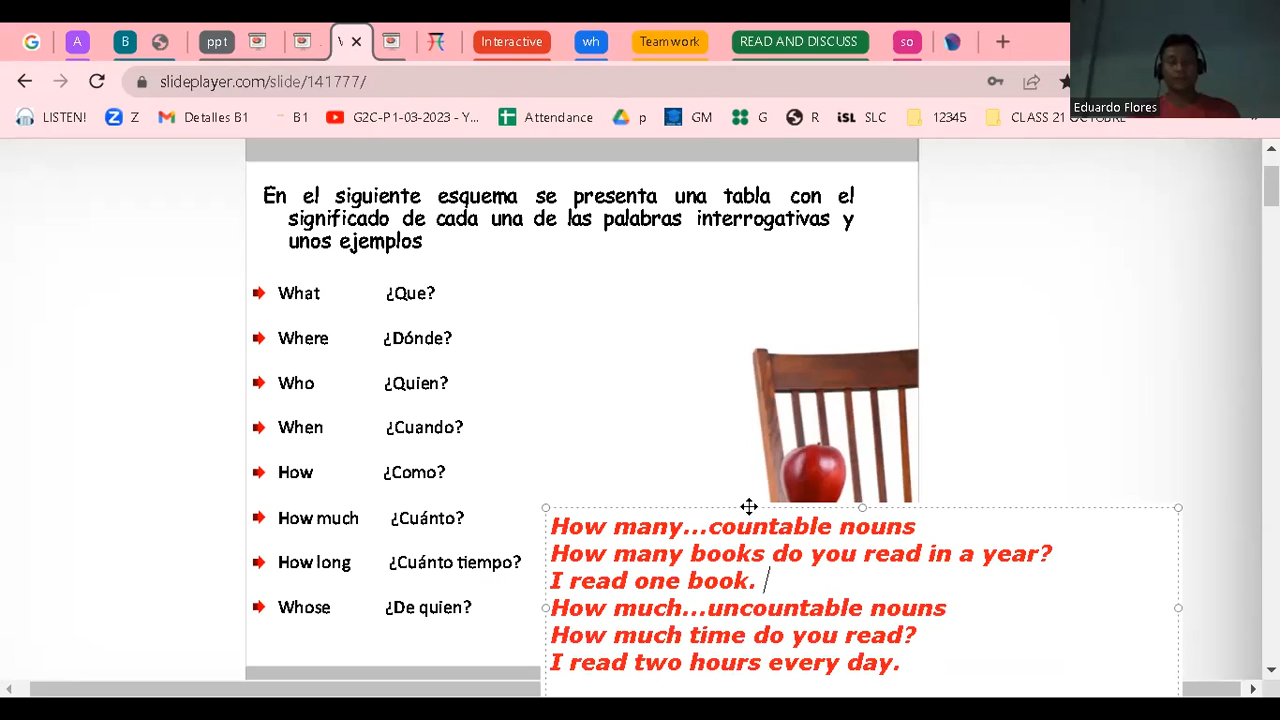 A
B
ppt
V
Interactive
wh
Teamwork
READ AND DISCUSS
so
slideplayer.com/slide/141777/
Eduardo Flores
LISTEN!
Z
Detalles B1
B1
G2C-P1-03-2023 - Y...
Attendance
p
GM
G
R
iSL SLC
12345
CLASS 21 OCTUBRE
En el siguiente esquema se presenta una tabla con el
significado de cada una de las palabras interrogativas y
unos ejemplos
What ¿Que?
Where ¿Dónde?
Who ¿Quien?
When ¿Cuando?
How ¿Como?
How much ¿Cuánto?
How long ¿Cuánto tiempo?
Whose ¿De quien?
How many...countable nouns
How many books do you read in a year?
I read one book.
How much...uncountable nouns
How much time do you read?
I read two hours every day.